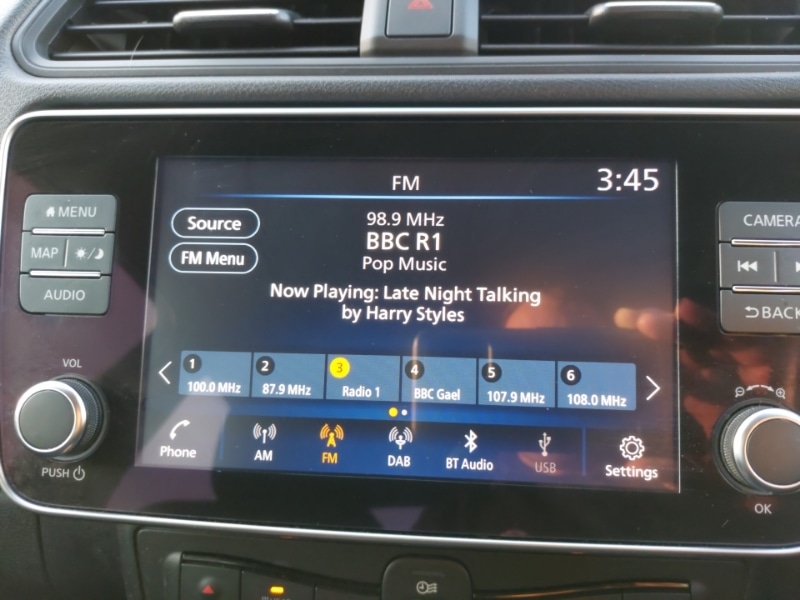 FM
3:45
MENU
MAP
AUDIO
VOL
PUSH
Source
FM Menu
98.9 MHz
BBC R1
Pop Music
Now Playing: Late Night Talking
by Harry Styles
1
100.0 MHz
2
87.9 MHz
3
Radio 1
4
BBC Gael
5
107.9 MHz
6
108.0 MHz
Phone
AM
FM
DAB
BT Audio
USB
Settings
CAMERA
BACK
OK